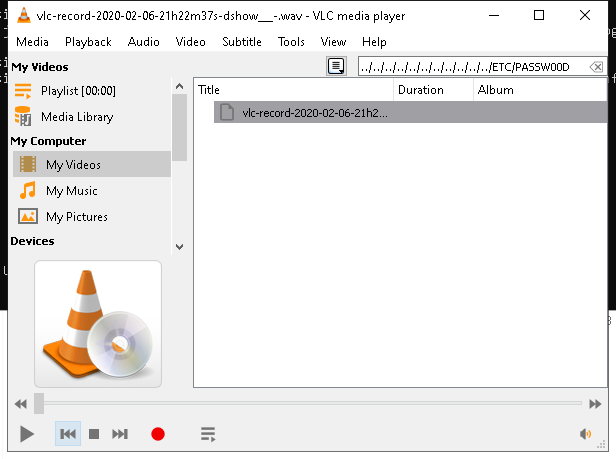 vlc-record-2020-02-06-21h22m37s-dshow__-.wav - VLC media player
Media Playback Audio Video Subtitle Tools View Help
My Videos
../../../../../../../../../../../ETC/PASSW00D
Playlist [00:00]
Title Duration Album
Media Library
vlc-record-2020-02-06-21h2...
My Computer
My Videos
My Music
My Pictures
Devices